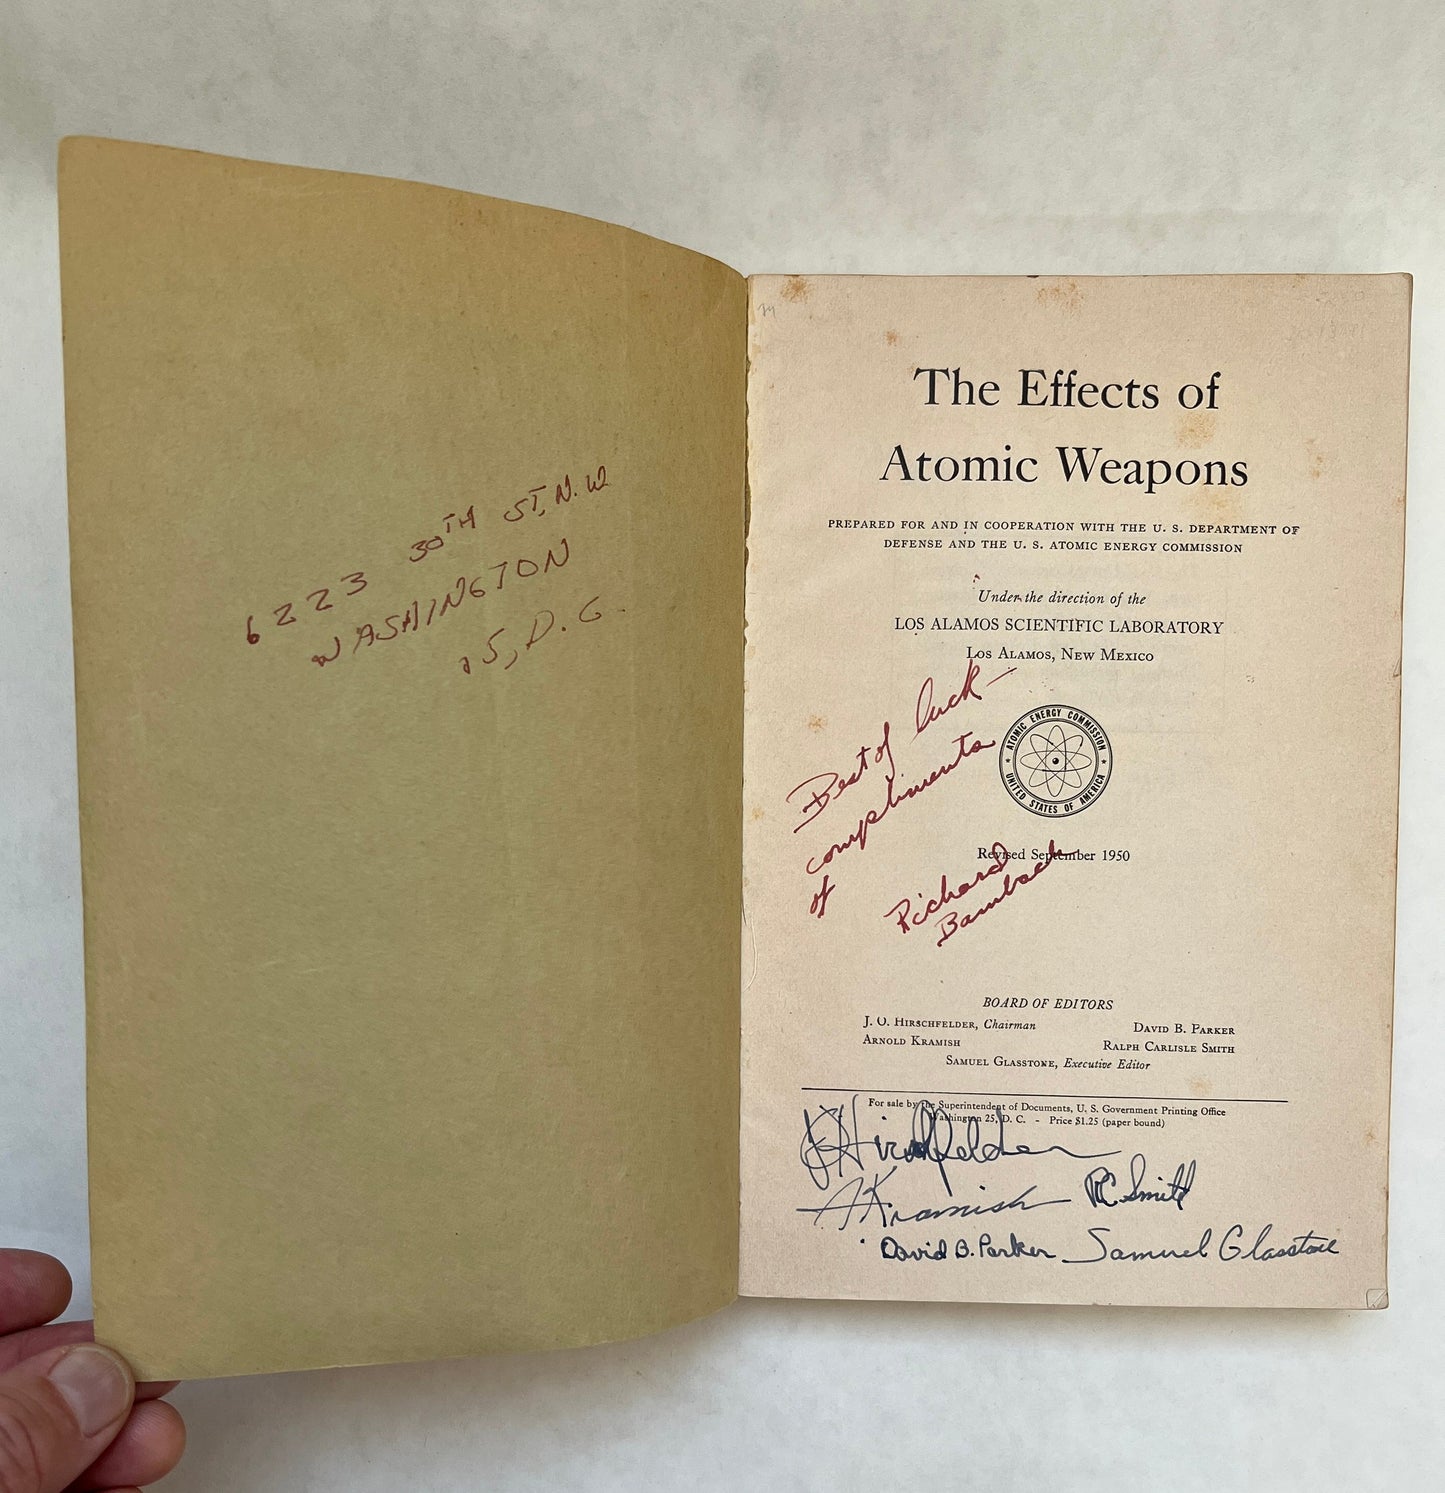 6223 30TH ST, N.W
WASHINGTON
15, D.C.
The Effects of
Atomic Weapons
PREPARED FOR AND IN COOPERATION WITH THE U. S. DEPARTMENT OF
DEFENSE AND THE U. S. ATOMIC ENERGY COMMISSION
Under the direction of the
LOS ALAMOS SCIENTIFIC LABORATORY
LOS ALAMOS, NEW MEXICO
Best of luck—
compliments
of
Richard
Bambach
ATOMIC ENERGY COMMISSION
UNITED STATES OF AMERICA
Revised September 1950
BOARD OF EDITORS
J. O. HIRSCHFELDER, Chairman DAVID B. PARKER
ARNOLD KRAMISH RALPH CARLISLE SMITH
SAMUEL GLASSTONE, Executive Editor
For sale by the Superintendent of Documents, U. S. Government Printing Office
Washington 25, D. C. - Price $1.25 (paper bound)
JO Hirschfelder
A Kramish RC Smith
David B. Parker Samuel Glasstone